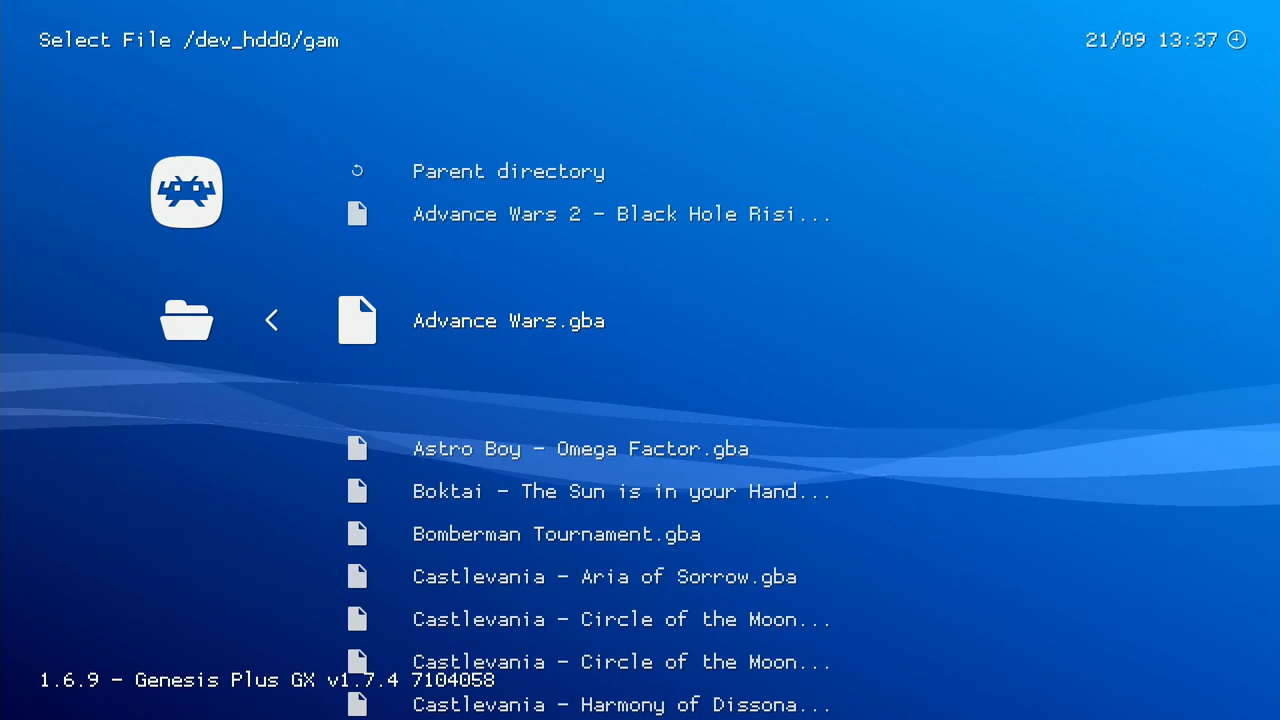 Select File /dev_hdd0/gam
21/09 13:37
Parent directory
Advance Wars 2 - Black Hole Risi...
Advance Wars.gba
Astro Boy - Omega Factor.gba
Boktai - The Sun is in your Hand...
Bomberman Tournament.gba
Castlevania - Aria of Sorrow.gba
Castlevania - Circle of the Moon...
Castlevania - Circle of the Moon...
1.6.9 - Genesis Plus GX v1.7.4 7104058
Castlevania - Harmony of Dissona...